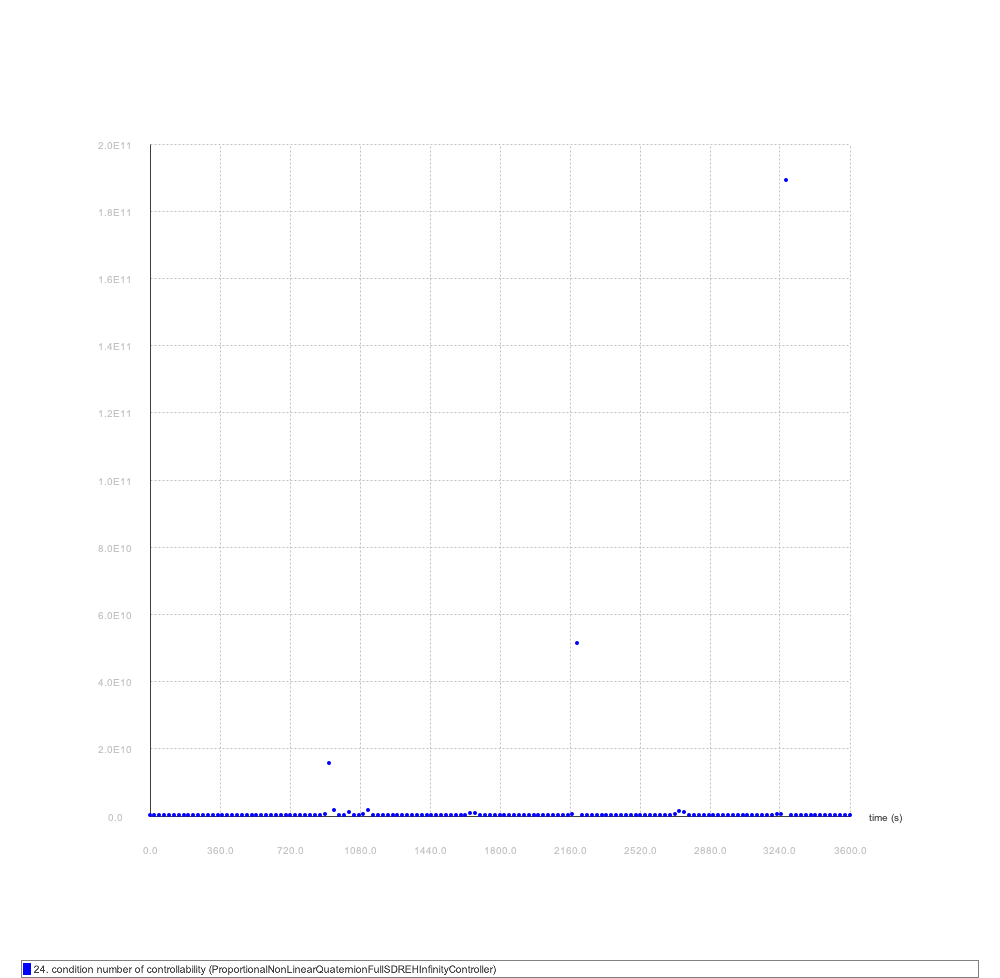 2.0E11
1.8E11
1.6E11
1.4E11
1.2E11
1.0E11
8.0E10
6.0E10
4.0E10
2.0E10
0.0
time (s)
0.0 360.0 720.0 1080.0 1440.0 1800.0 2160.0 2520.0 2880.0 3240.0 3600.0
24. condition number of controllability (ProportionalNonLinearQuaternionFullSDREHInfinityController)